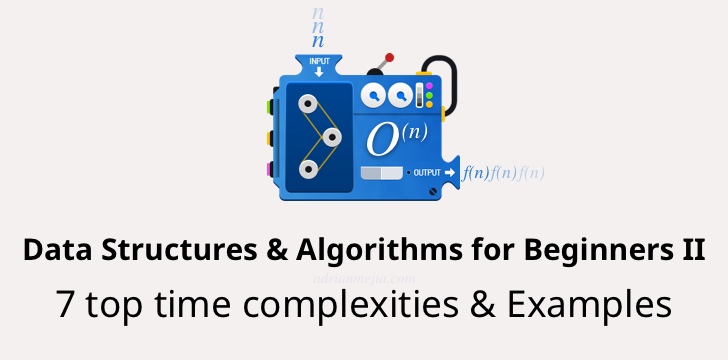 n
n
n
INPUT
O(n)
OUTPUT f(n)f(n)f(n)
Data Structures & Algorithms for Beginners II
adrianmejia.com
7 top time complexities & Examples